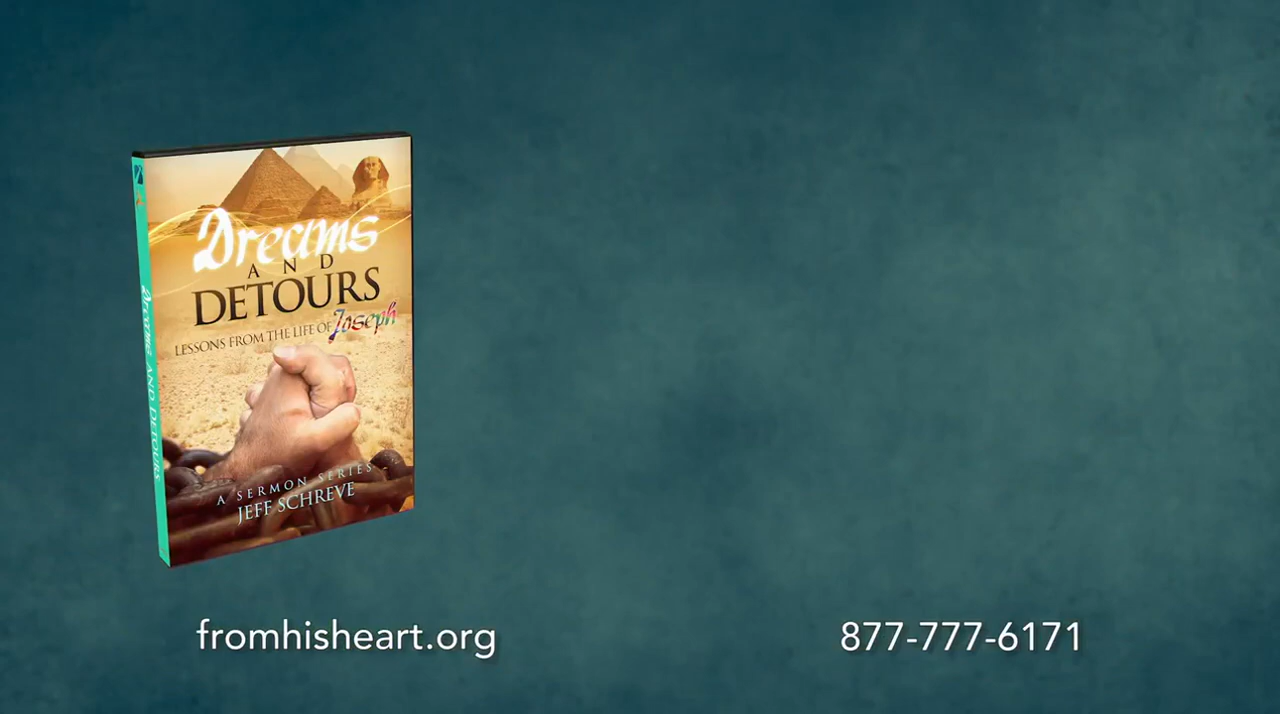 Dreams
AND
DETOURS
LESSONS FROM THE LIFE OF Joseph
A SERMON SERIES
JEFF SCHREVE
Dreams AND DETOURS
fromhisheart.org
877-777-6171